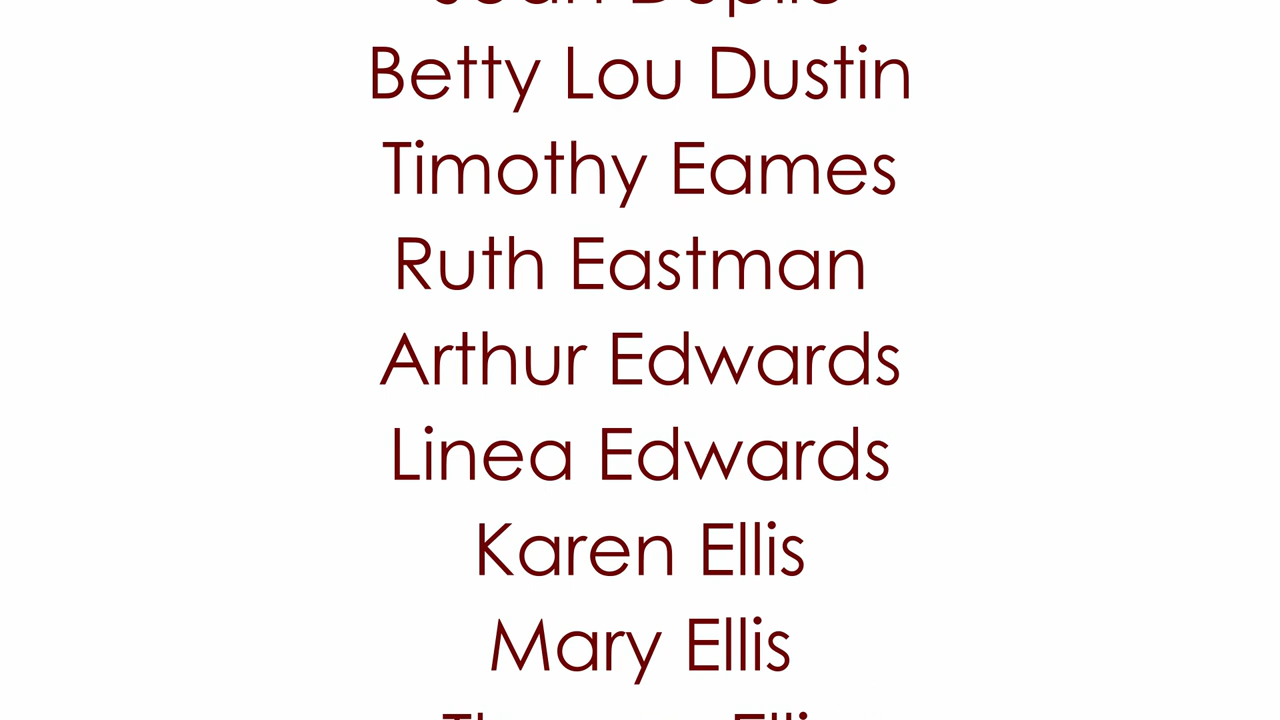 Betty Lou Dustin
Timothy Eames
Ruth Eastman
Arthur Edwards
Linea Edwards
Karen Ellis
Mary Ellis